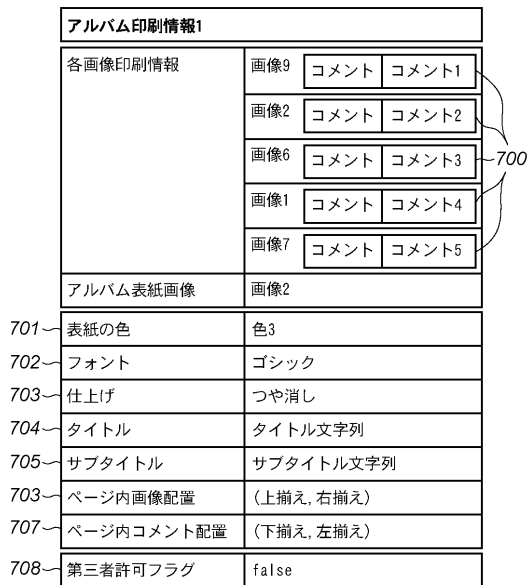 アルバム印刷情報1
各画像印刷情報 画像9 コメント コメント1
画像2 コメント コメント2
画像6 コメント コメント3
700
画像1 コメント コメント4
画像7 コメント コメント5
アルバム表紙画像 画像2
701 表紙の色 色3
702 フォント ゴシック
703 仕上げ つや消し
704 タイトル タイトル文字列
705 サブタイトル サブタイトル文字列
703 ページ内画像配置 (上揃え,右揃え)
707 ページ内コメント配置 (下揃え,左揃え)
708 第三者許可フラグ false